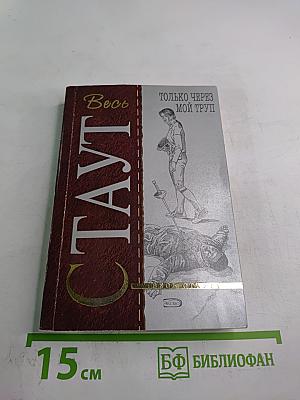 Весь
СТАУТ
ТОЛЬКО ЧЕРЕЗ
МОЙ ТРУП
15 см
БФ БИБЛИОФАН